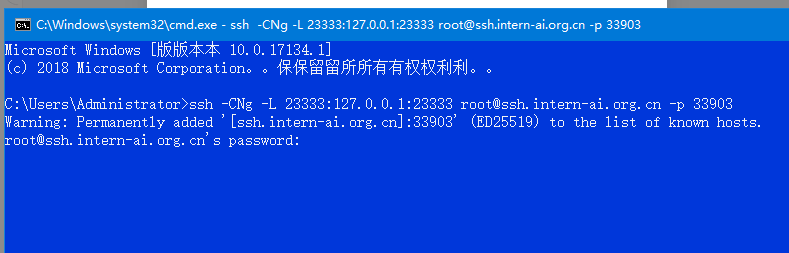 C:\Windows\system32\cmd.exe - ssh  -CNg -L 23333:127.0.0.1:23333 root@ssh.intern-ai.org.cn -p 33903
Microsoft Windows [版版本本 10.0.17134.1]
(c) 2018 Microsoft Corporation。。保保留留所所有有权权利利。。
C:\Users\Administrator>ssh -CNg -L 23333:127.0.0.1:23333 root@ssh.intern-ai.org.cn -p 33903
Warning: Permanently added '[ssh.intern-ai.org.cn]:33903' (ED25519) to the list of known hosts.
root@ssh.intern-ai.org.cn's password: